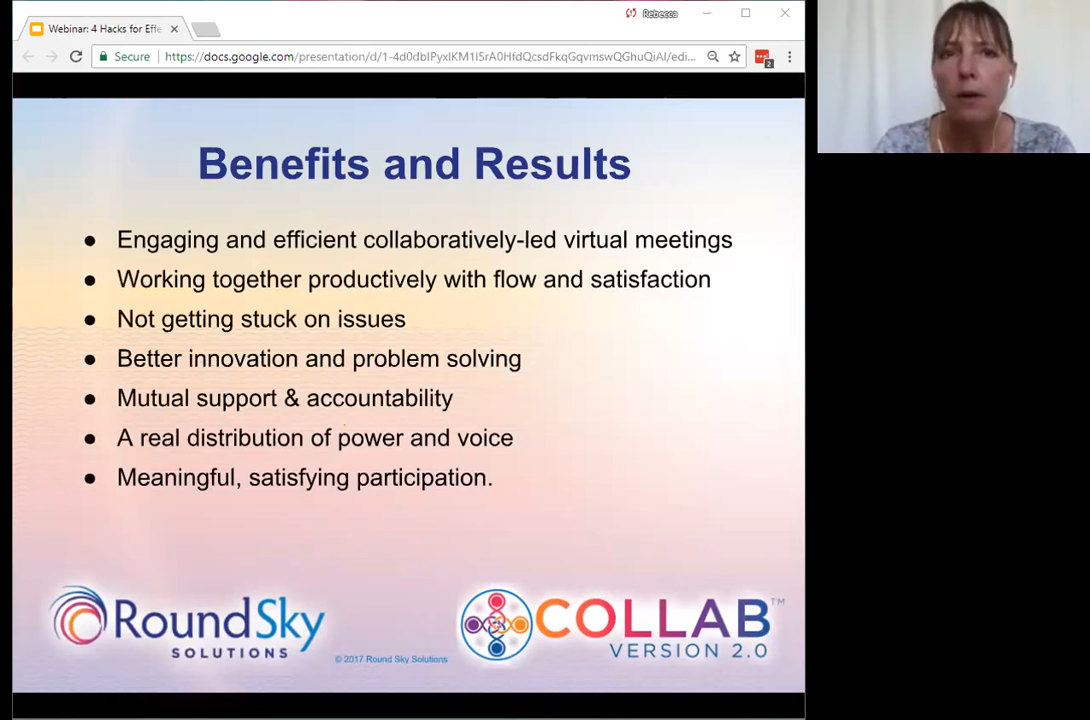 Rebecca
Webinar: 4 Hacks for Effe
Secure
https://docs.google.com/presentation/d/
edi...
2
Benefits and Results
● Engaging and efficient collaboratively-led virtual meetings
● Working together productively with flow and satisfaction
● Not getting stuck on issues
● Better innovation and problem solving
● Mutual support & accountability
● A real distribution of power and voice
● Meaningful, satisfying participation.
RoundSky
SOLUTIONS
COLLAB™
VERSION 2.0
© 2017 Round Sky Solutions